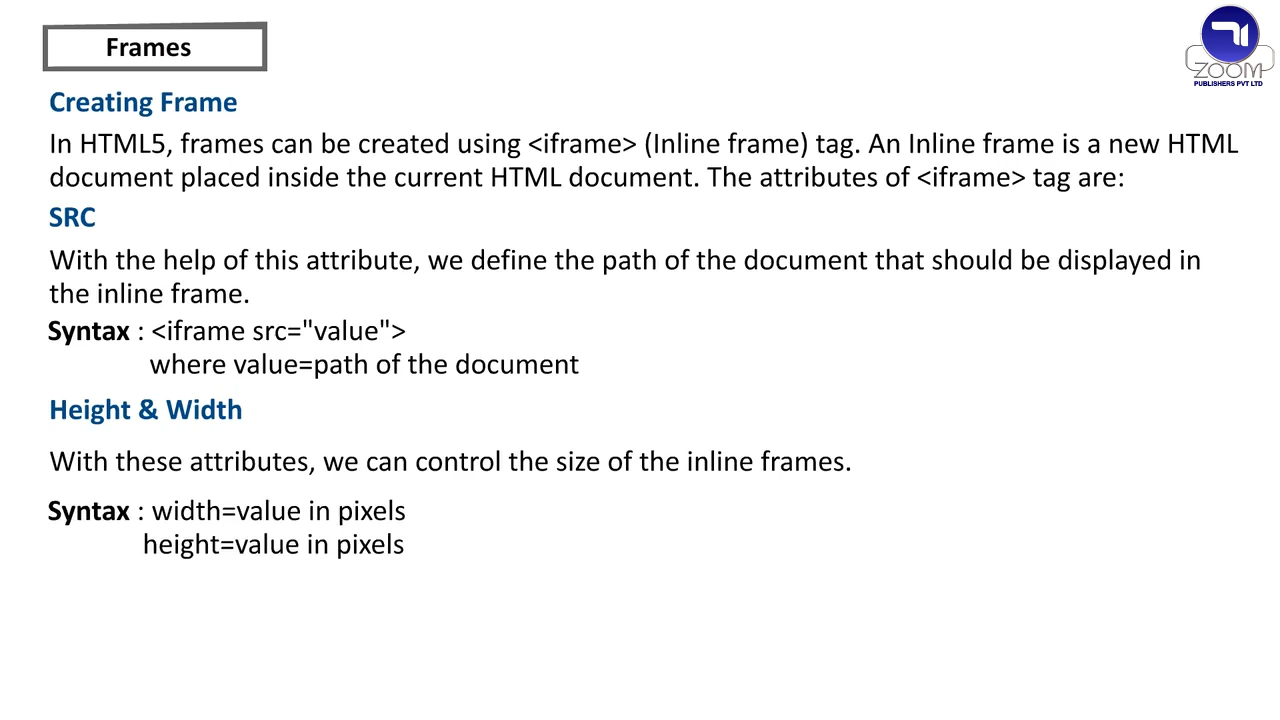 Frames
ZOOM
PUBLISHERS PVT LTD
Creating Frame
In HTML5, frames can be created using <iframe> (Inline frame) tag. An Inline frame is a new HTML
document placed inside the current HTML document. The attributes of <iframe> tag are:
SRC
With the help of this attribute, we define the path of the document that should be displayed in
the inline frame.
Syntax : <iframe src="value">
where value=path of the document
Height & Width
With these attributes, we can control the size of the inline frames.
Syntax : width=value in pixels
height=value in pixels